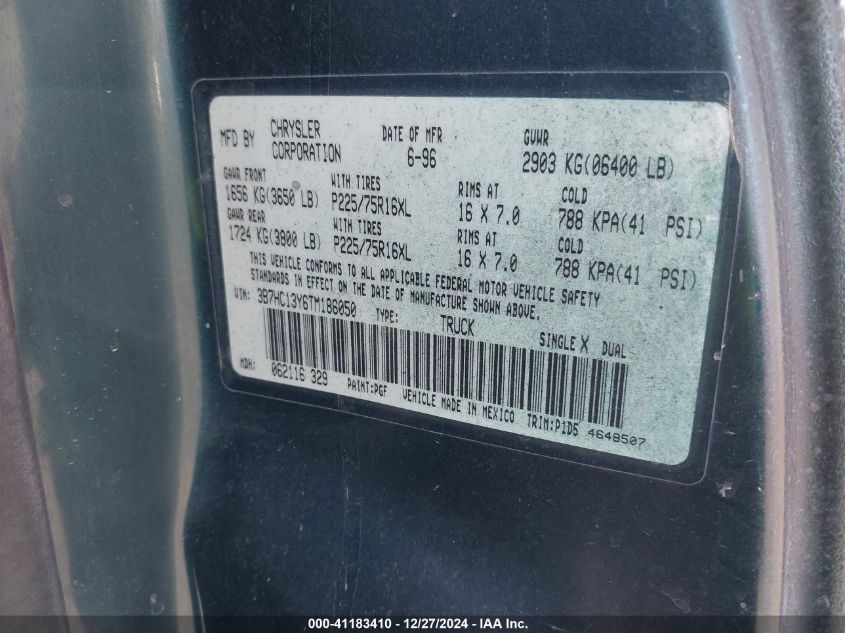 MFD BY CHRYSLER CORPORATION DATE OF MFR 6-96 GVWR 2903 KG(06400 LB)
GAWR FRONT WITH TIRES RIMS AT COLD
1656 KG(3650 LB) P225/75R16XL 16 X 7.0 788 KPA(41 PSI)
GAWR REAR WITH TIRES RIMS AT COLD
1724 KG(3800 LB) P225/75R16XL 16 X 7.0 788 KPA(41 PSI)
THIS VEHICLE CONFORMS TO ALL APPLICABLE FEDERAL MOTOR VEHICLE SAFETY
STANDARDS IN EFFECT ON THE DATE OF MANUFACTURE SHOWN ABOVE.
VIN: 3B7HC13Y6TM186050 TYPE: TRUCK SINGLE X DUAL
MDH: 062116 329 PAINT:PGF VEHICLE MADE IN MEXICO TRIM:P1D5 4648507
000-41183410 - 12/27/2024 - IAA Inc.